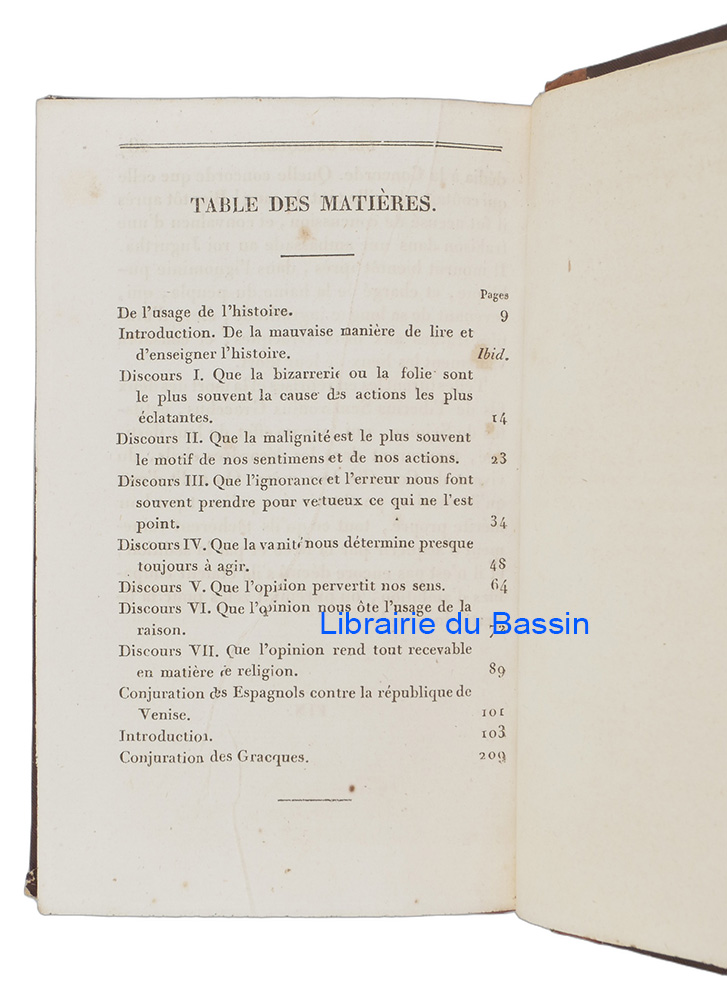 TABLE DES MATIÈRES.
Pages
De l'usage de l'histoire. 9
Introduction. De la mauvaise manière de lire et
d'enseigner l'histoire. Ibid.
Discours I. Que la bizarrerie ou la folie sont
le plus souvent la cause des actions les plus
éclatantes. 14
Discours II. Que la malignité est le plus souvent
le motif de nos sentimens et de nos actions. 23
Discours III. Que l'ignorance et l'erreur nous font
souvent prendre pour vertueux ce qui ne l'est
point. 34
Discours IV. Que la vanité nous détermine presque
toujours à agir. 48
Discours V. Que l'opinion pervertit nos sens. 64
Discours VI. Que l'opinion nous ôte l'usage de la
raison.
Librairie du Bassin
Discours VII. Que l'opinion rend tout recevable
en matière de religion. 89
Conjuration des Espagnols contre la république de
Venise. 101
Introduction. 103
Conjuration des Gracques. 209